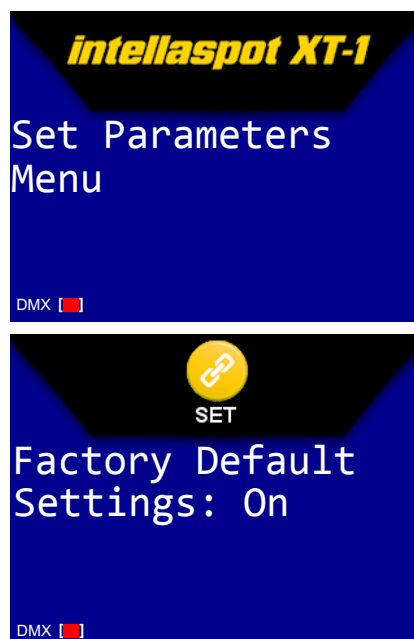 intellaspot XT-1
Set Parameters
Menu
DMX []
SET
Factory Default
Settings: On
DMX []